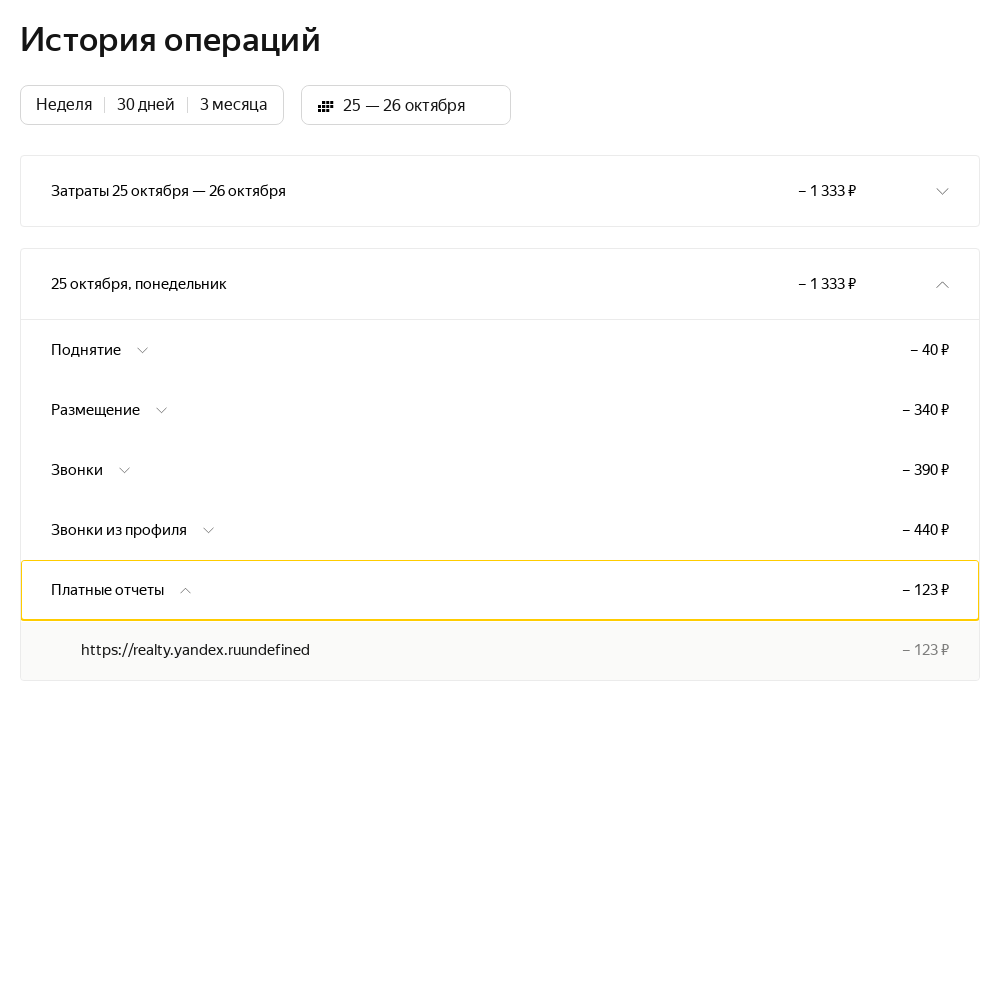 История операций
Неделя 30 дней 3 месяца 25 — 26 октября
Затраты 25 октября — 26 октября – 1 333 ₽
25 октября, понедельник – 1 333 ₽
Поднятие – 40 ₽
Размещение – 340 ₽
Звонки – 390 ₽
Звонки из профиля – 440 ₽
Платные отчеты – 123 ₽
https://realty.yandex.ruundefined – 123 ₽